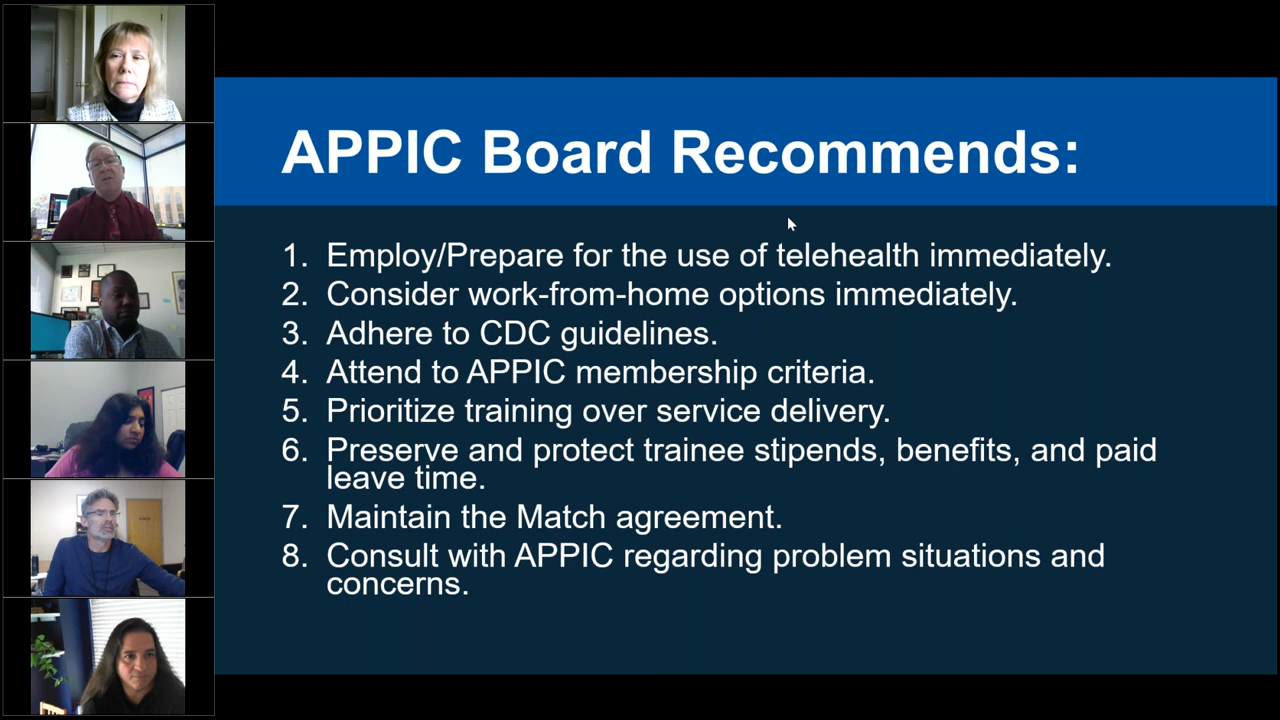 APPIC Board Recommends:
1. Employ/Prepare for the use of telehealth immediately.
2. Consider work-from-home options immediately.
3. Adhere to CDC guidelines.
4. Attend to APPIC membership criteria.
5. Prioritize training over service delivery.
6. Preserve and protect trainee stipends, benefits, and paid
leave time.
7. Maintain the Match agreement.
8. Consult with APPIC regarding problem situations and
concerns.